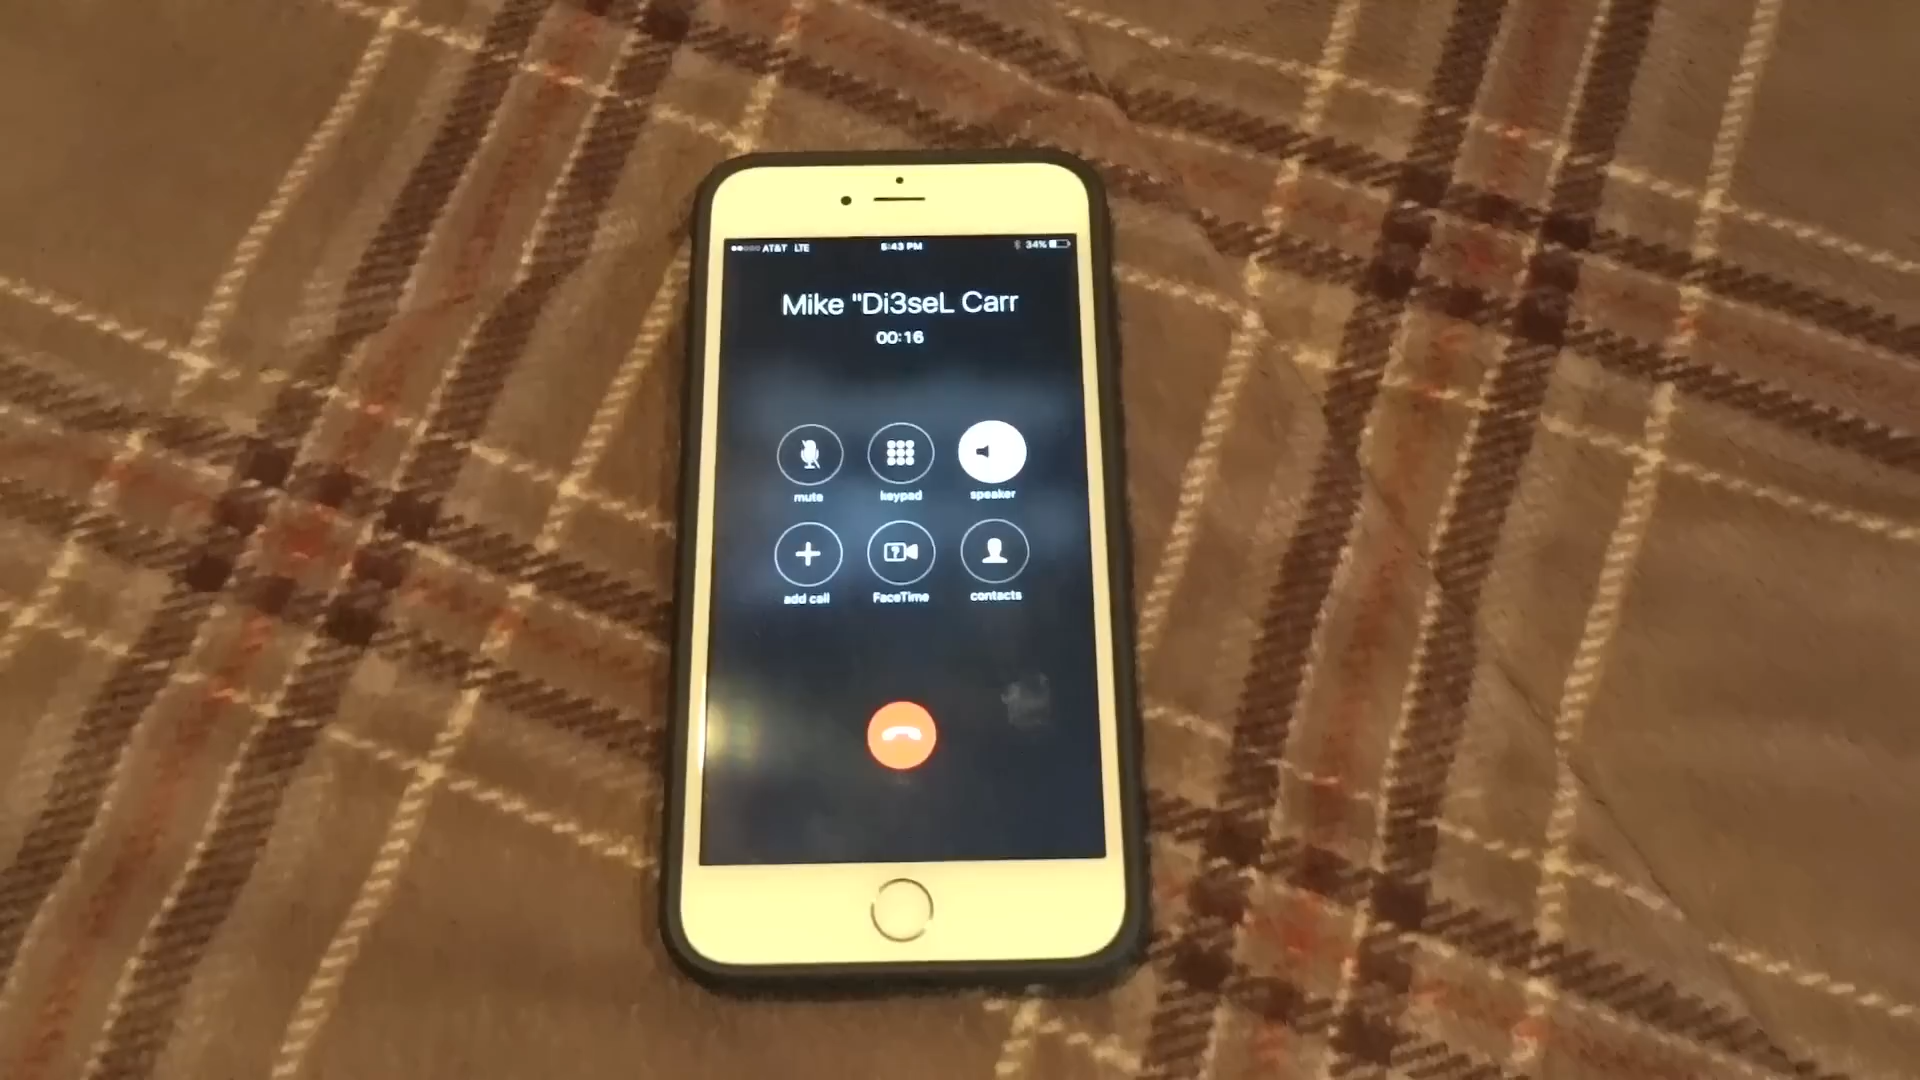 AT&T LTE 5:43 PM 34%
Mike "Di3seL Carr
00:16
mute keypad speaker
add call FaceTime contacts